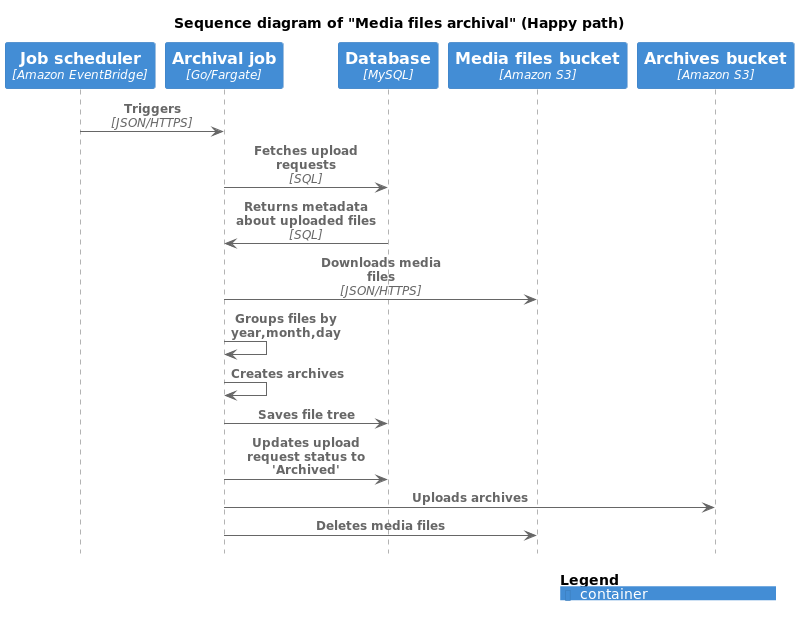 Sequence diagram of "Media files archival" (Happy path)
Job scheduler
[Amazon EventBridge]
Archival job
[Go/Fargate]
Database
[MySQL]
Media files bucket
[Amazon S3]
Archives bucket
[Amazon S3]
Triggers
[JSON/HTTPS]
Fetches upload
requests
[SQL]
Returns metadata
about uploaded files
[SQL]
Downloads media
files
[JSON/HTTPS]
Groups files by
year,month,day
Creates archives
Saves file tree
Updates upload
request status to
'Archived'
Uploads archives
Deletes media files
Legend
container